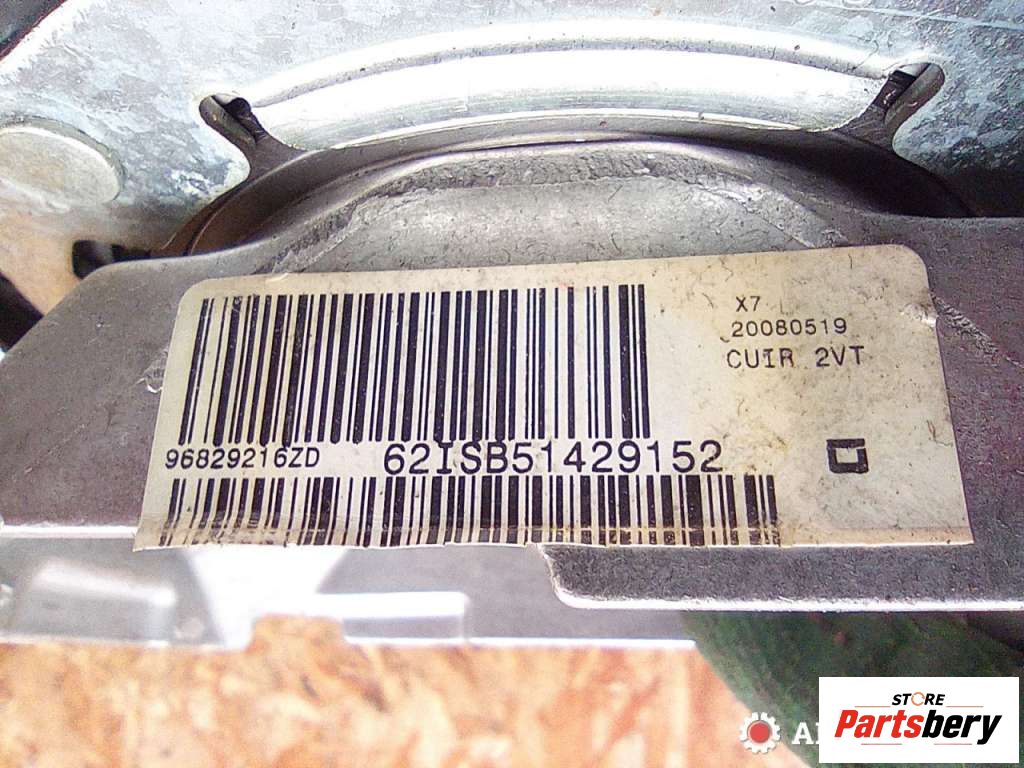 X7
20080519
CUIR 2VT
96829216ZD 62ISB51429152
STORE
Partsbery